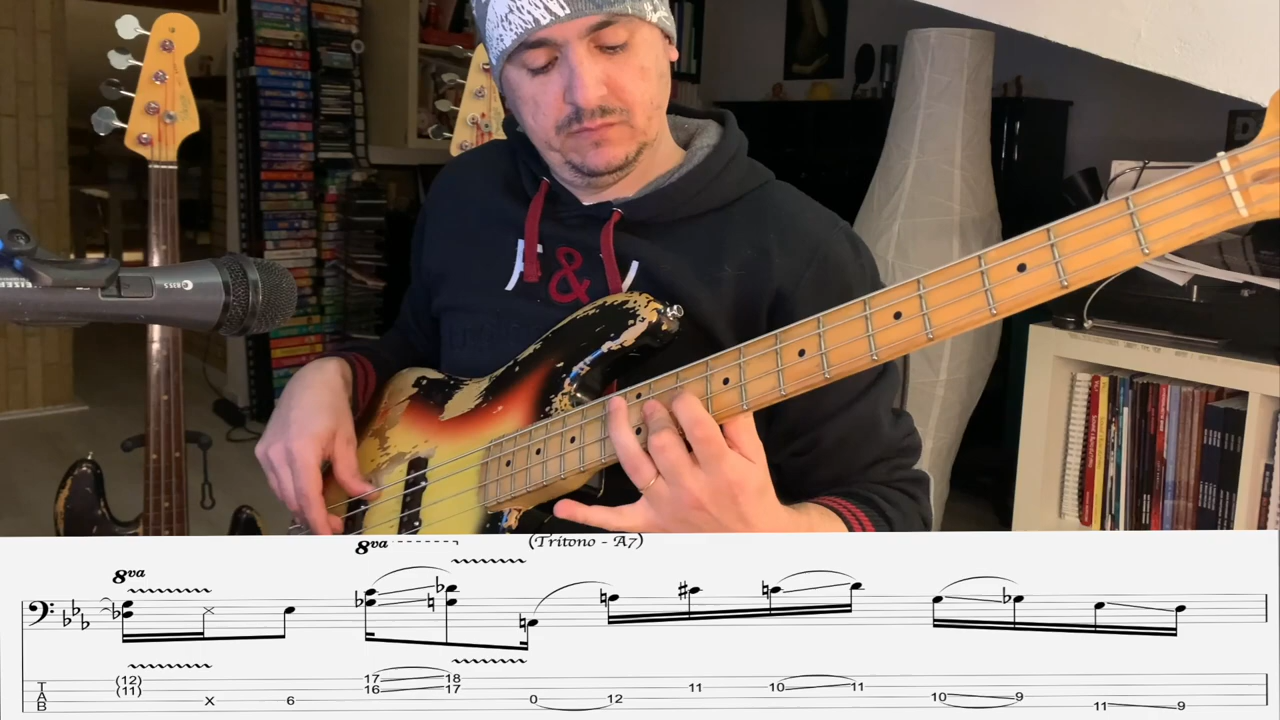 &
8va
8va
(Tritono - A7)
T
A
B
(12) 17 18
(11) 16 17 11 10 11
X 6 0 12 10 9
11 9